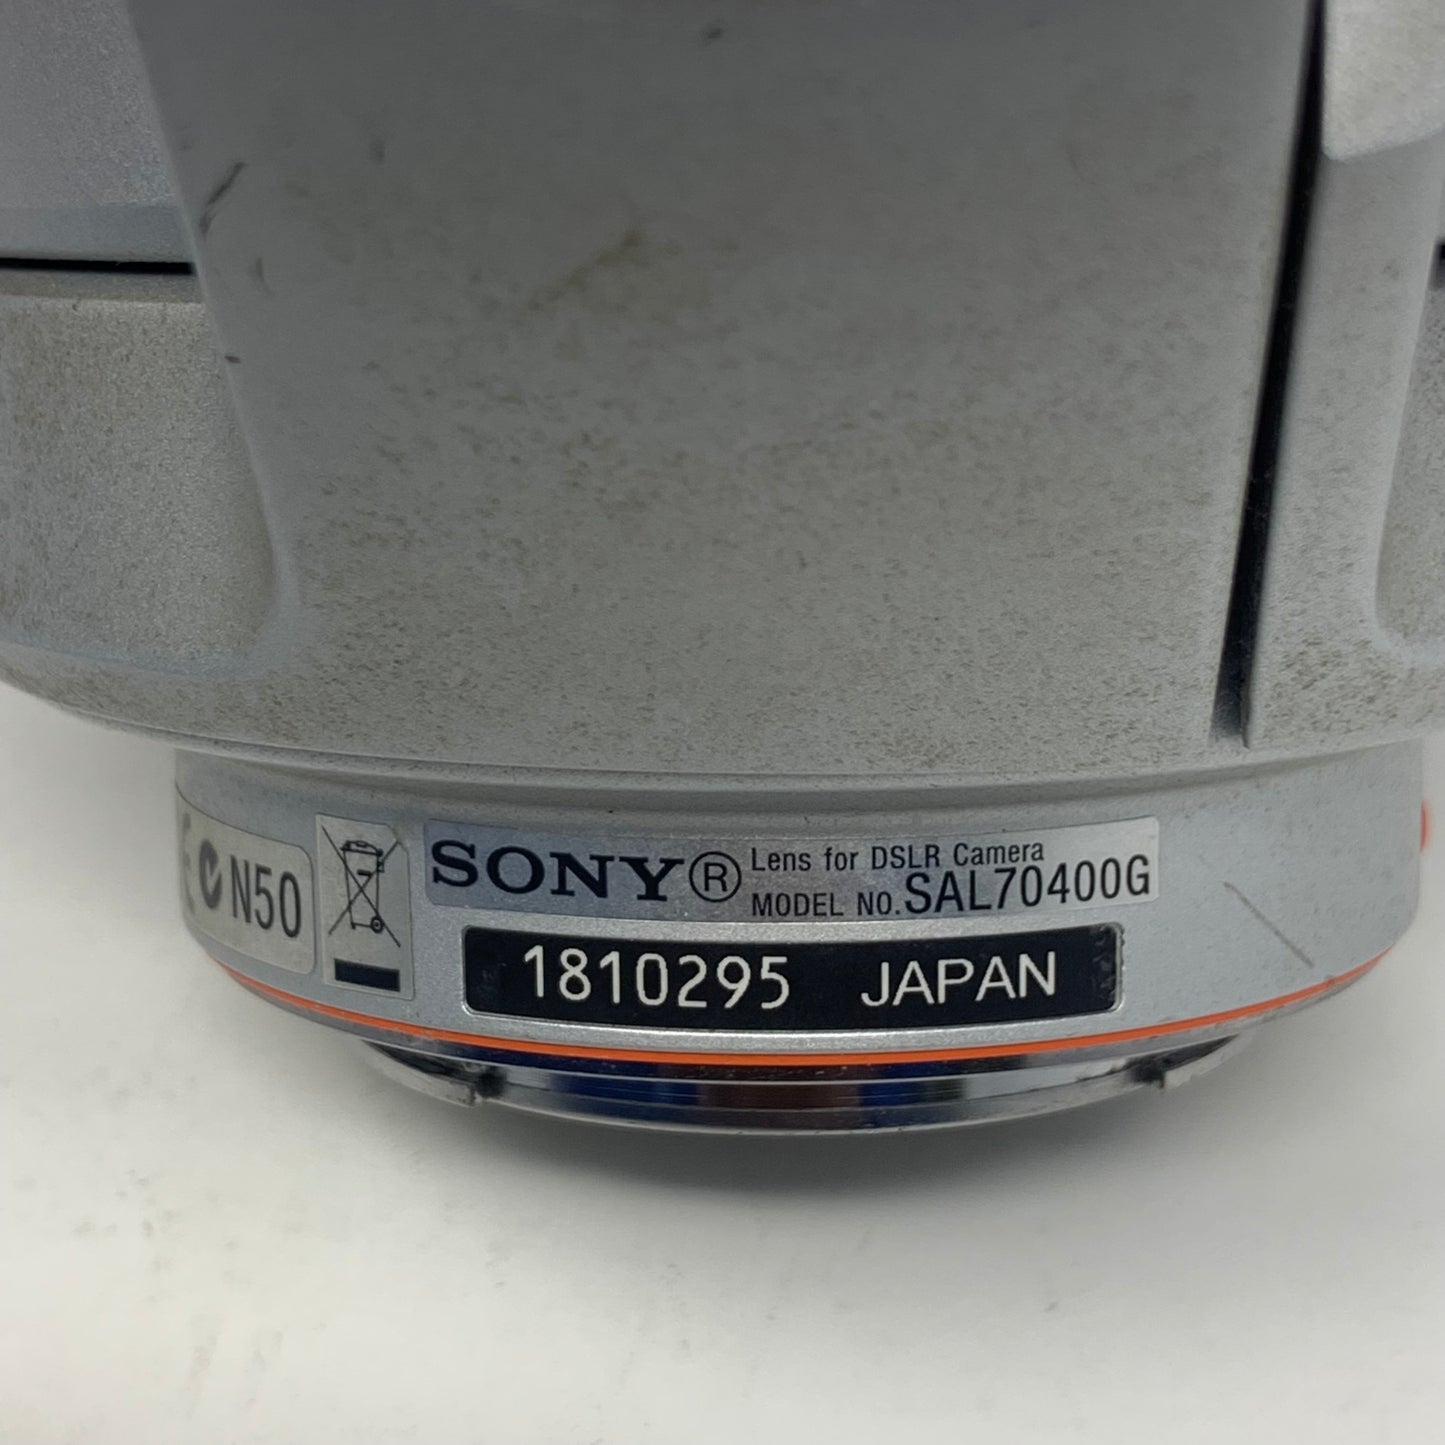 N50
SONY® Lens for DSLR Camera
MODEL NO. SAL70400G
1810295 JAPAN